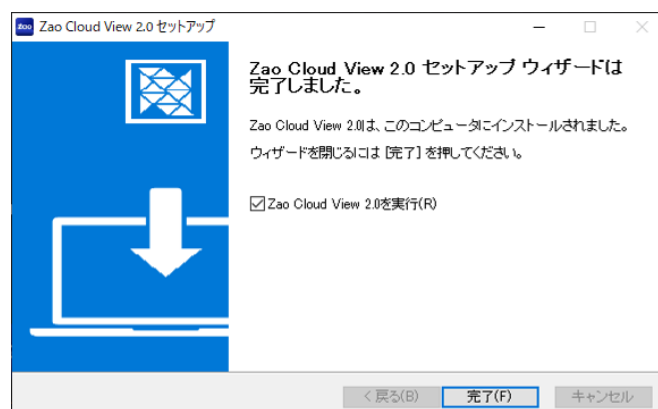 Zao Zao Cloud View 2.0 セットアップ
Zao Cloud View 2.0 セットアップ ウィザードは
完了しました。
Zao Cloud View 2.0は、このコンピュータにインストールされました。
ウィザードを閉じるには [完了] を押してください。
Zao Cloud View 2.0を実行(R)
< 戻る(B) 完了(F) キャンセル